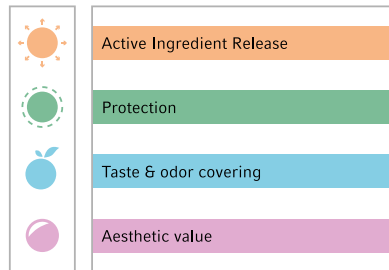 Active Ingredient Release
Protection
Taste & odor covering
Aesthetic value